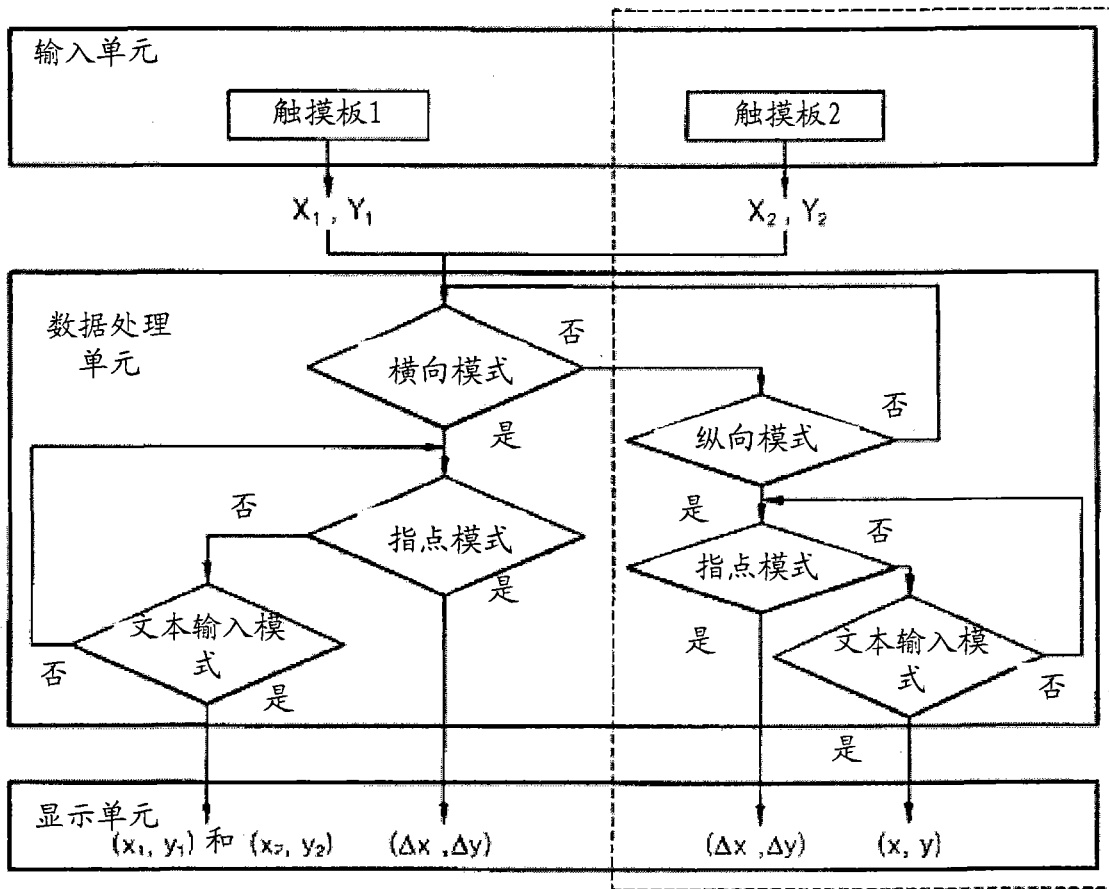 输入单元
触摸板1
触摸板2
X₁, Y₁
X₂, Y₂
数据处理
单元
横向模式
否
是
纵向模式
否
是
指点模式
否
是
指点模式
否
是
文本输入模
式
否
是
文本输入模
式
否
是
显示单元
(x₁, y₁) 和 (x₂, y₂)
(Δx ,Δy)
(Δx ,Δy)
(x, y)